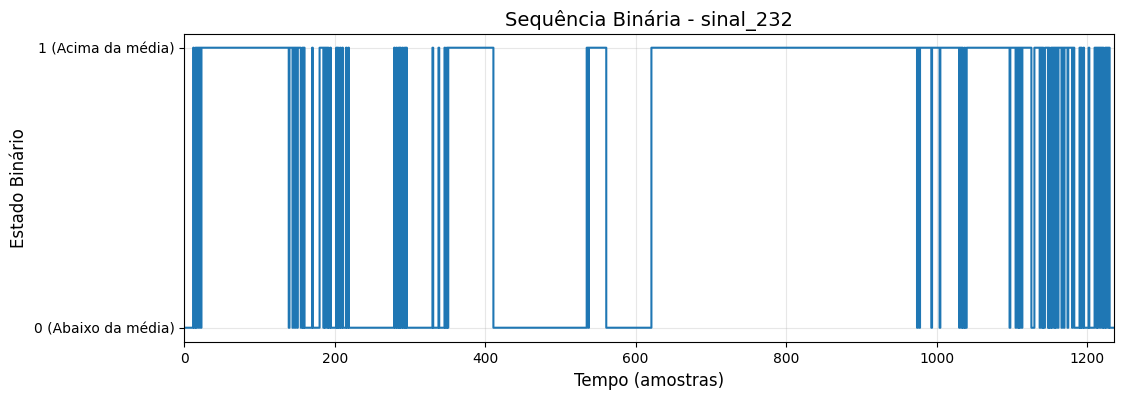 Sequência Binária - sinal_232
1 (Acima da média)
Estado Binário
0 (Abaixo da média)
0 200 400 600 800 1000 1200
Tempo (amostras)